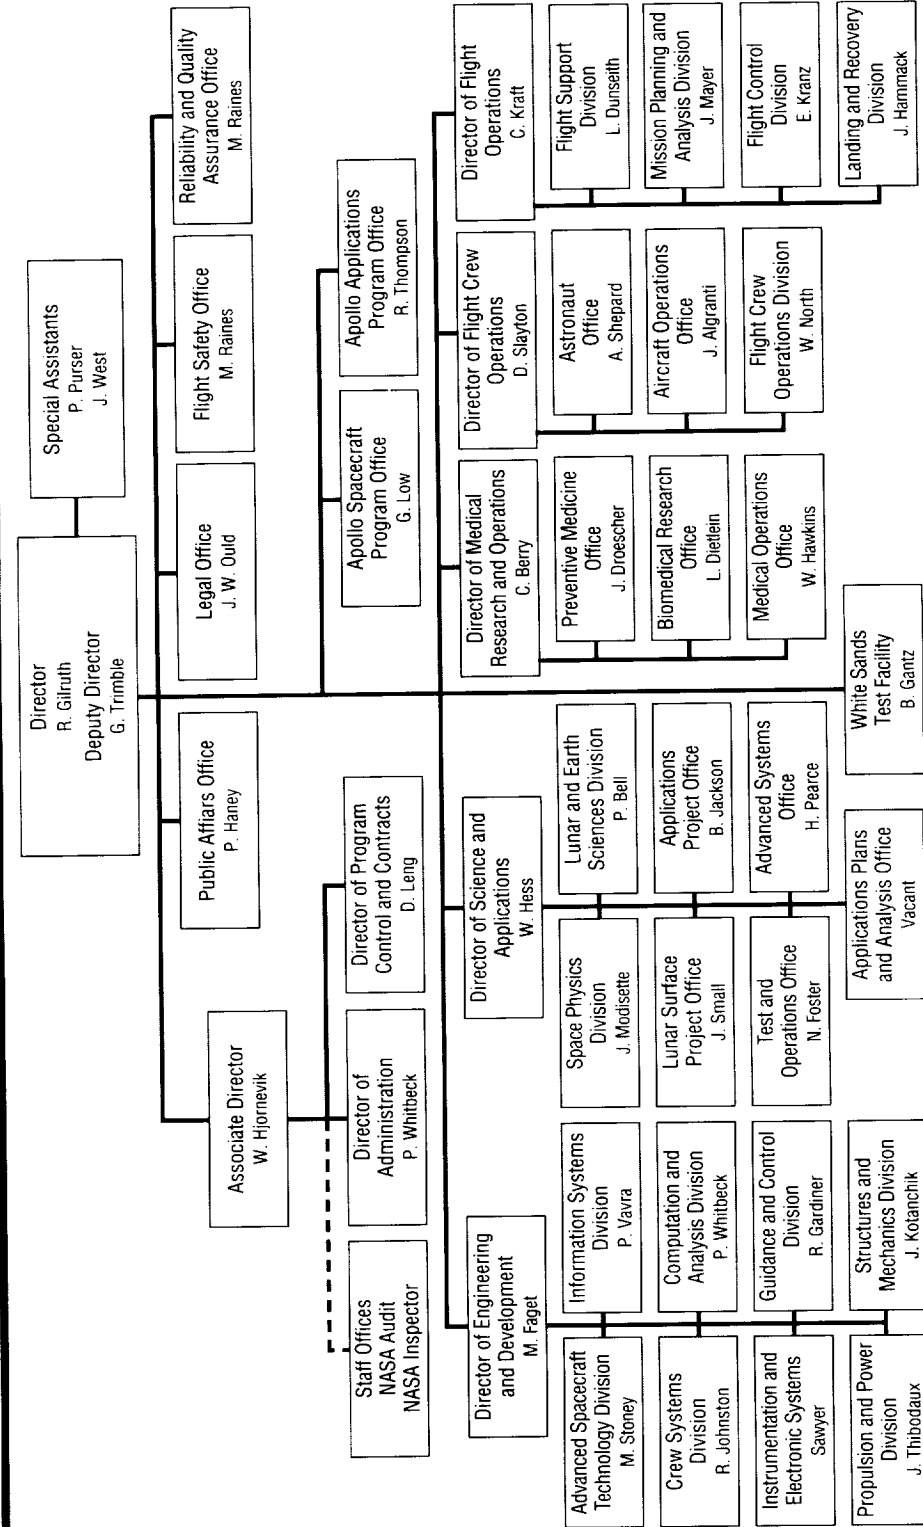 Director
R. Gilruth
Deputy Director
G. Trimble
Special Assistants
P. Purser
J. West
Associate Director
W. Hjornevik
Public Affiars Office
P. Haney
Legal Office
J. W. Ould
Flight Safety Office
M. Raines
Reliability and Quality
Assurance Office
M. Raines
Staff Offices
NASA Audit
NASA Inspector
Director of
Administration
P. Whitbeck
Director of Program
Control and Contracts
D. Leng
Apollo Spacecraft
Program Office
G. Low
Apollo Applications
Program Office
R. Thompson
Director of Engineering
and Development
M. Faget
Advanced Spacecraft
Technology Division
M. Stoney
Information Systems
Division
P. Vavra
Crew Systems
Division
R. Johnston
Computation and
Analysis Division
P. Whitbeck
Instrumentation and
Electronic Systems
Sawyer
Guidance and Control
Division
R. Gardiner
Propulsion and Power
Division
J. Thibodaux
Structures and
Mechanics Division
J. Kotanchik
Director of Science and
Applications
W. Hess
Space Physics
Division
J. Modisette
Lunar and Earth
Sciences Division
P. Bell
Lunar Surface
Project Office
J. Small
Applications
Project Office
B. Jackson
Test and
Operations Office
N. Foster
Advanced Systems
Office
H. Pearce
Applications Plans
and Analysis Office
Vacant
White Sands
Test Facility
B. Gantz
Director of Medical
Research and Operations
C. Berry
Preventive Medicine
Office
J. Droescher
Biomedical Research
Office
L. Dietlein
Medical Operations
Office
W. Hawkins
Director of Flight Crew
Operations
D. Slayton
Astronaut
Office
A. Shepard
Aircraft Operations
Office
J. Algranti
Flight Crew
Operations Division
W. North
Director of Flight
Operations
C. Kraft
Flight Support
Division
L. Dunseith
Mission Planning and
Analysis Division
J. Mayer
Flight Control
Division
E. Kranz
Landing and Recovery
Division
J. Hammack